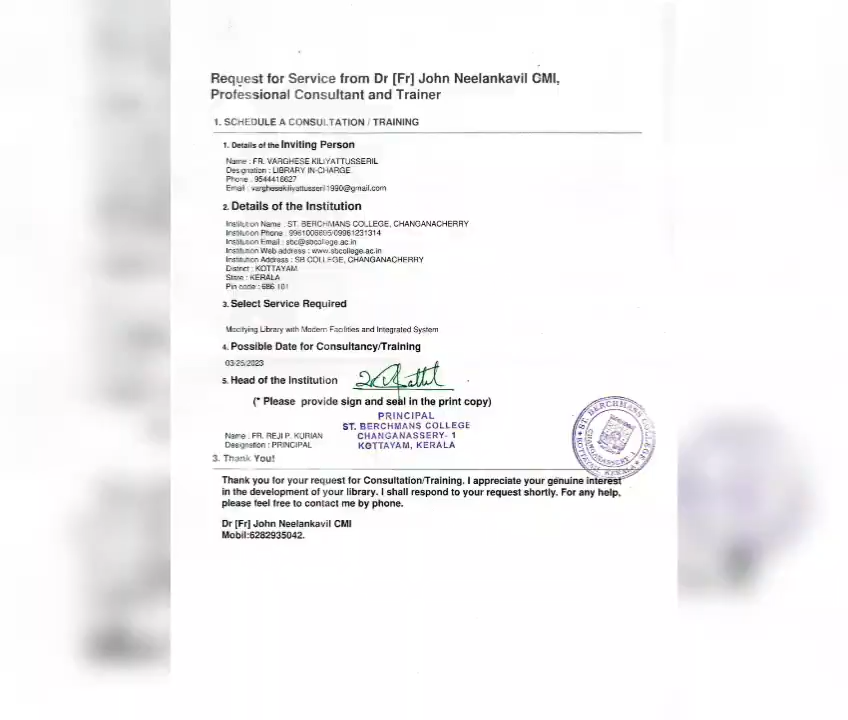 Request for Service from Dr [Fr] John Neelankavil CMI,
Professional Consultant and Trainer
1. SCHEDULE A CONSULTATION / TRAINING
1. Details of the Inviting Person
Name : FR. VARGHESE KILIYATTUSSERIL
Designation : LIBRARY IN-CHARGE
Phone : 9544418627
Email : varghesekiliyattusseril1990@gmail.com
2. Details of the Institution
Institution Name : ST. BERCHMANS COLLEGE, CHANGANACHERRY
Institution Phone :
Institution Email : sbc@sbcollege.ac.in
Institution Web address : www.sbcollege.ac.in
Institution Address : SB COLLEGE, CHANGANACHERRY
District : KOTTAYAM
State : KERALA
Pin code : 686 101
3. Select Service Required
Modifying Library with Modern Facilities and Integrated System
4. Possible Date for Consultancy/Training
03/25/2023
5. Head of the Institution
(* Please provide sign and seal in the print copy)
PRINCIPAL
ST. BERCHMANS COLLEGE
CHANGANASSERY- 1
KOTTAYAM, KERALA
Name : FR. REJI P. KURIAN
Designation : PRINCIPAL
ST. BERCHMANS COLLEGE
CHANGANASSERY 1
KOTTAYAM, KERALA
3. Thank You!
Thank you for your request for Consultation/Training. I appreciate your genuine interest
in the development of your library. I shall respond to your request shortly. For any help,
please feel free to contact me by phone.
Dr [Fr] John Neelankavil CMI
Mobil:6282935042.